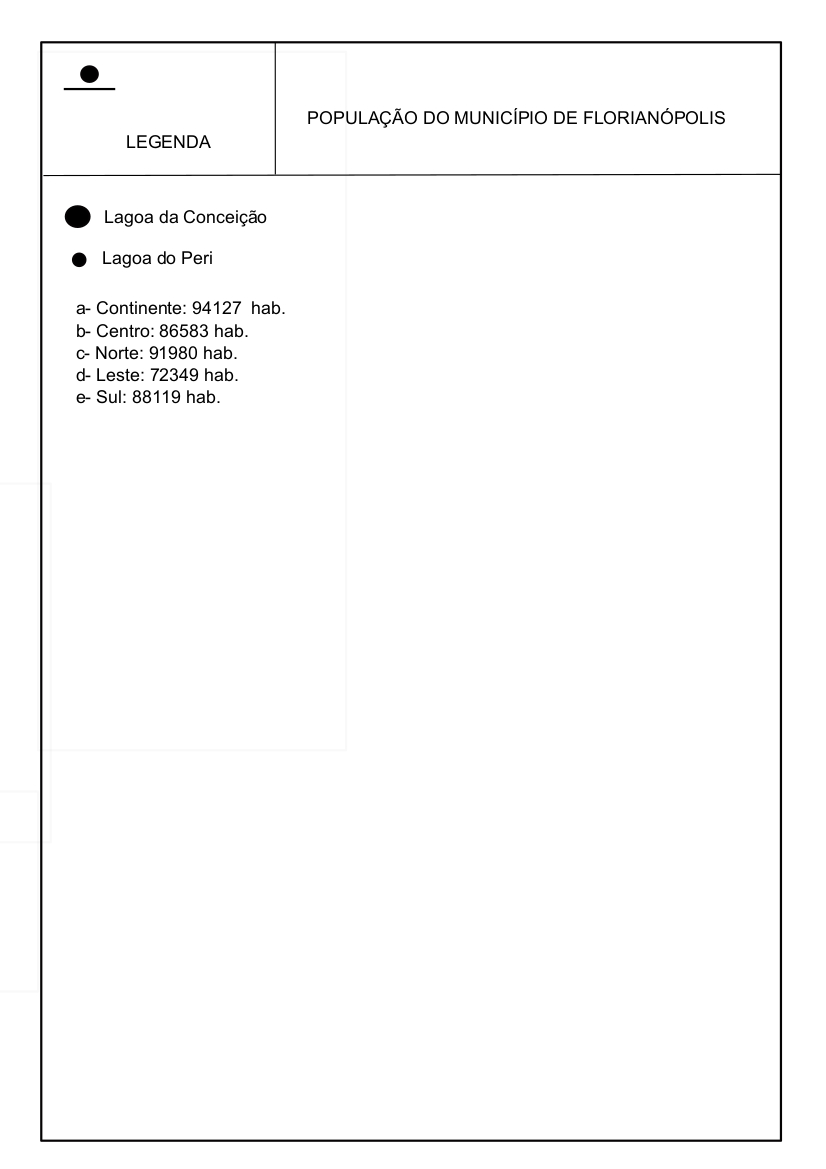 LEGENDA
POPULAÇÃO DO MUNICÍPIO DE FLORIANÓPOLIS
Lagoa da Conceição
Lagoa do Peri
a- Continente: 94127 hab.
b- Centro: 86583 hab.
c- Norte: 91980 hab.
d- Leste: 72349 hab.
e- Sul: 88119 hab.